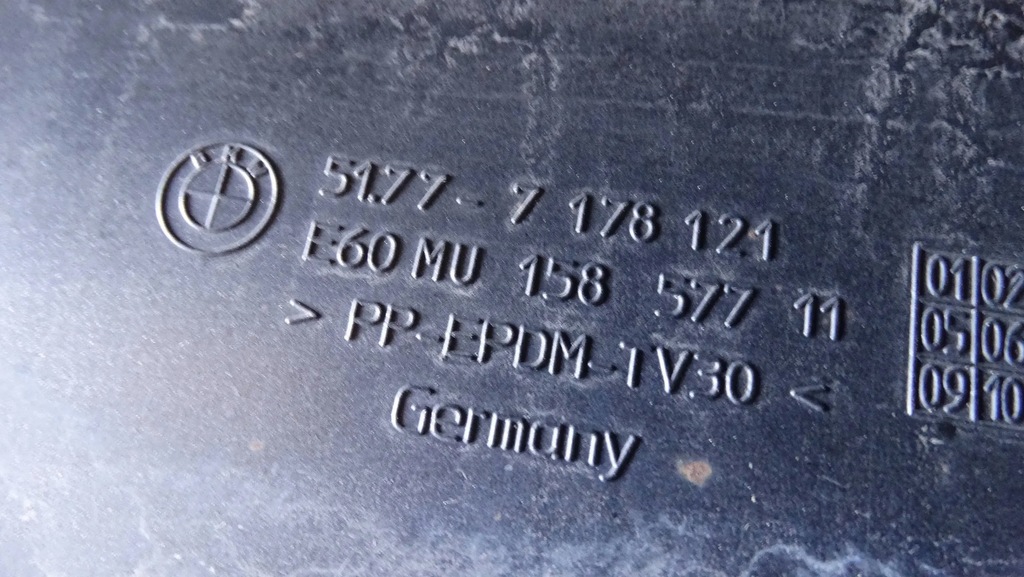 BMW
51.77 - 7 178 121
E60 MU 158 577 11
> PP-EPDM-TV30 <
Germany
01 02
05 06
09 10